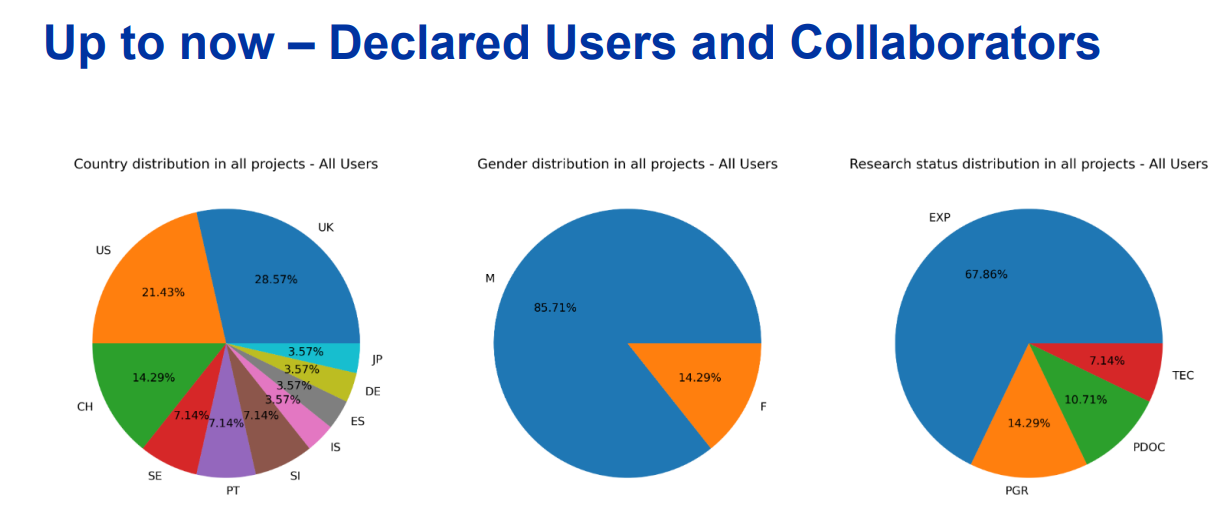 Up to now – Declared Users and Collaborators
Country distribution in all projects - All Users
UK
US
28.57%
21.43%
3.57%
JP
3.57%
14.29%
3.57%
DE
3.57%
CH
7.14%
7.14%
7.14%
ES
IS
SE
SI
PT
Gender distribution in all projects - All Users
M
85.71%
14.29%
F
Research status distribution in all projects - All Users
EXP
67.86%
7.14%
TEC
10.71%
14.29%
PDOC
PGR